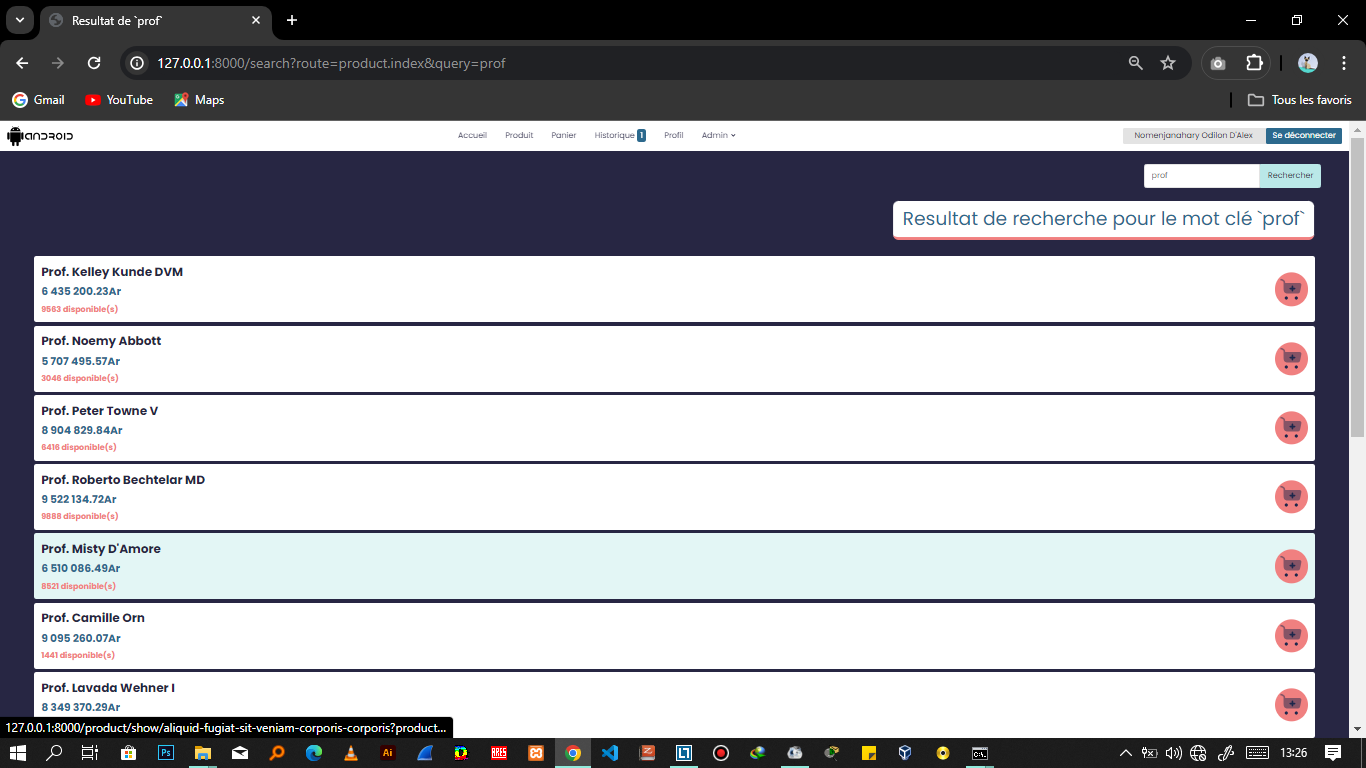 Resultat de `prof`
127.0.0.1:8000/search?route=product.index&query=prof
Gmail
YouTube
Maps
Tous les favoris
ANDROID
Accueil
Produit
Panier
Historique 1
Profil
Admin
Nomenjanahary Odilon D'Alex
Se déconnecter
prof
Rechercher
Resultat de recherche pour le mot clé `prof`
Prof. Kelley Kunde DVM
6 435 200.23Ar
9563 disponible(s)
Prof. Noemy Abbott
5 707 495.57Ar
3046 disponible(s)
Prof. Peter Towne V
8 904 829.84Ar
6416 disponible(s)
Prof. Roberto Bechtelar MD
9 522 134.72Ar
9888 disponible(s)
Prof. Misty D'Amore
6 510 086.49Ar
8521 disponible(s)
Prof. Camille Orn
9 095 260.07Ar
1441 disponible(s)
Prof. Lavada Wehner I
8 349 370.29Ar
127.0.0.1:8000/product/show/aliquid-fugiat-sit-veniam-corporis-corporis?product...
Ps
Ai
RRES
13:26